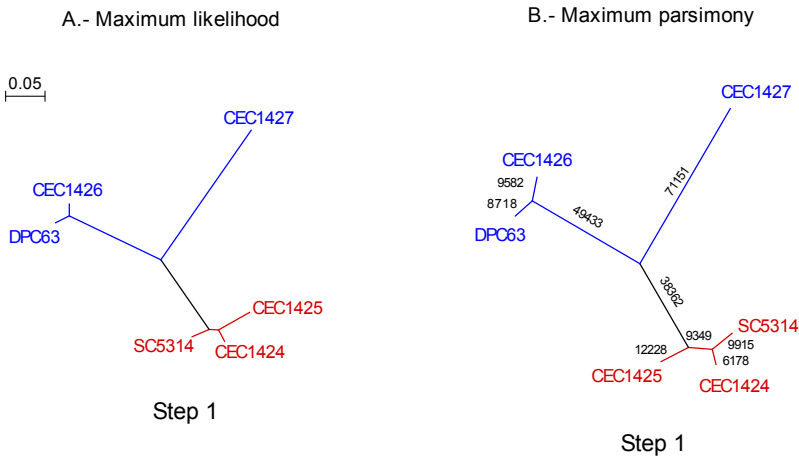 A.- Maximum likelihood
0.05
CEC1427
CEC1426
DPC63
CEC1425
SC5314
CEC1424
Step 1
B.- Maximum parsimony
CEC1427
71151
CEC1426
9582
8718
49433
DPC63
38362
SC5314
9349
9915
12228
6178
CEC1425
CEC1424
Step 1